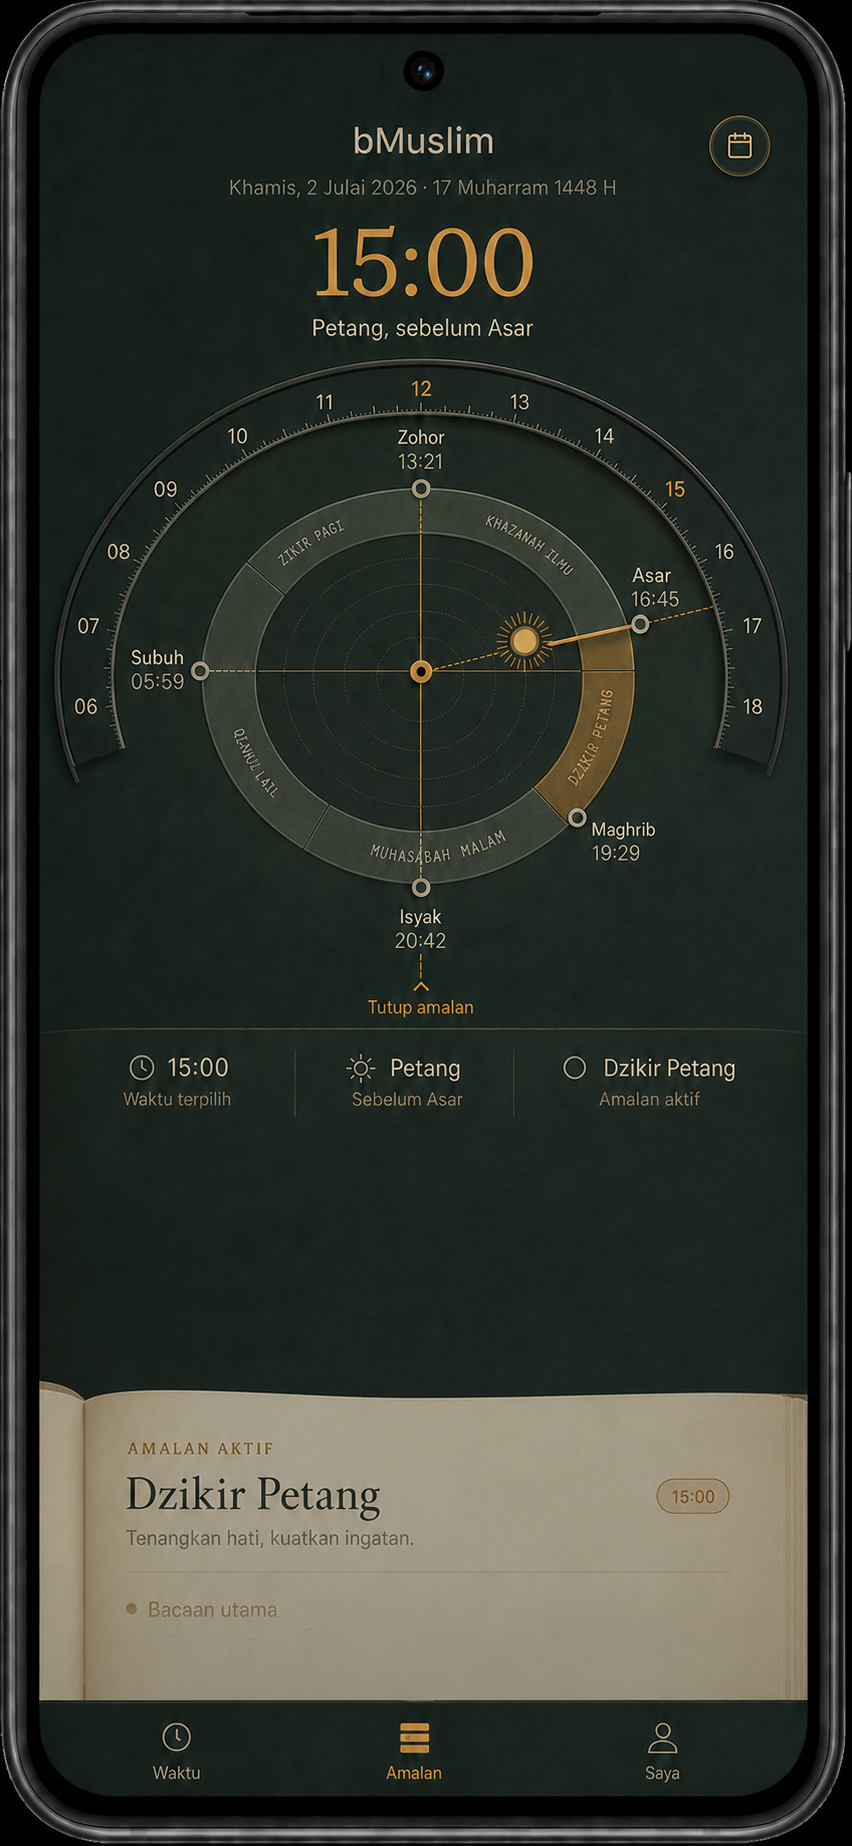 bMuslim
Khamis, 2 Julai 2026 · 17 Muharram 1448 H
15:00
Petang, sebelum Asar
12
11
13
10
14
09
15
08
16
07
17
06
18
Zohor
13:21
ZIKIR PAGI
KHAZANAH ILMU
Asar
16:45
Subuh
05:59
DZIKIR PETANG
MUHASABAH MALAM
Maghrib
19:29
Isyak
20:42
Tutup amalan
15:00
Waktu terpilih
Petang
Sebelum Asar
Dzikir Petang
Amalan aktif
AMALAN AKTIF
Dzikir Petang
15:00
Tenangkan hati, kuatkan ingatan.
Bacaan utama
Waktu
Amalan
Saya